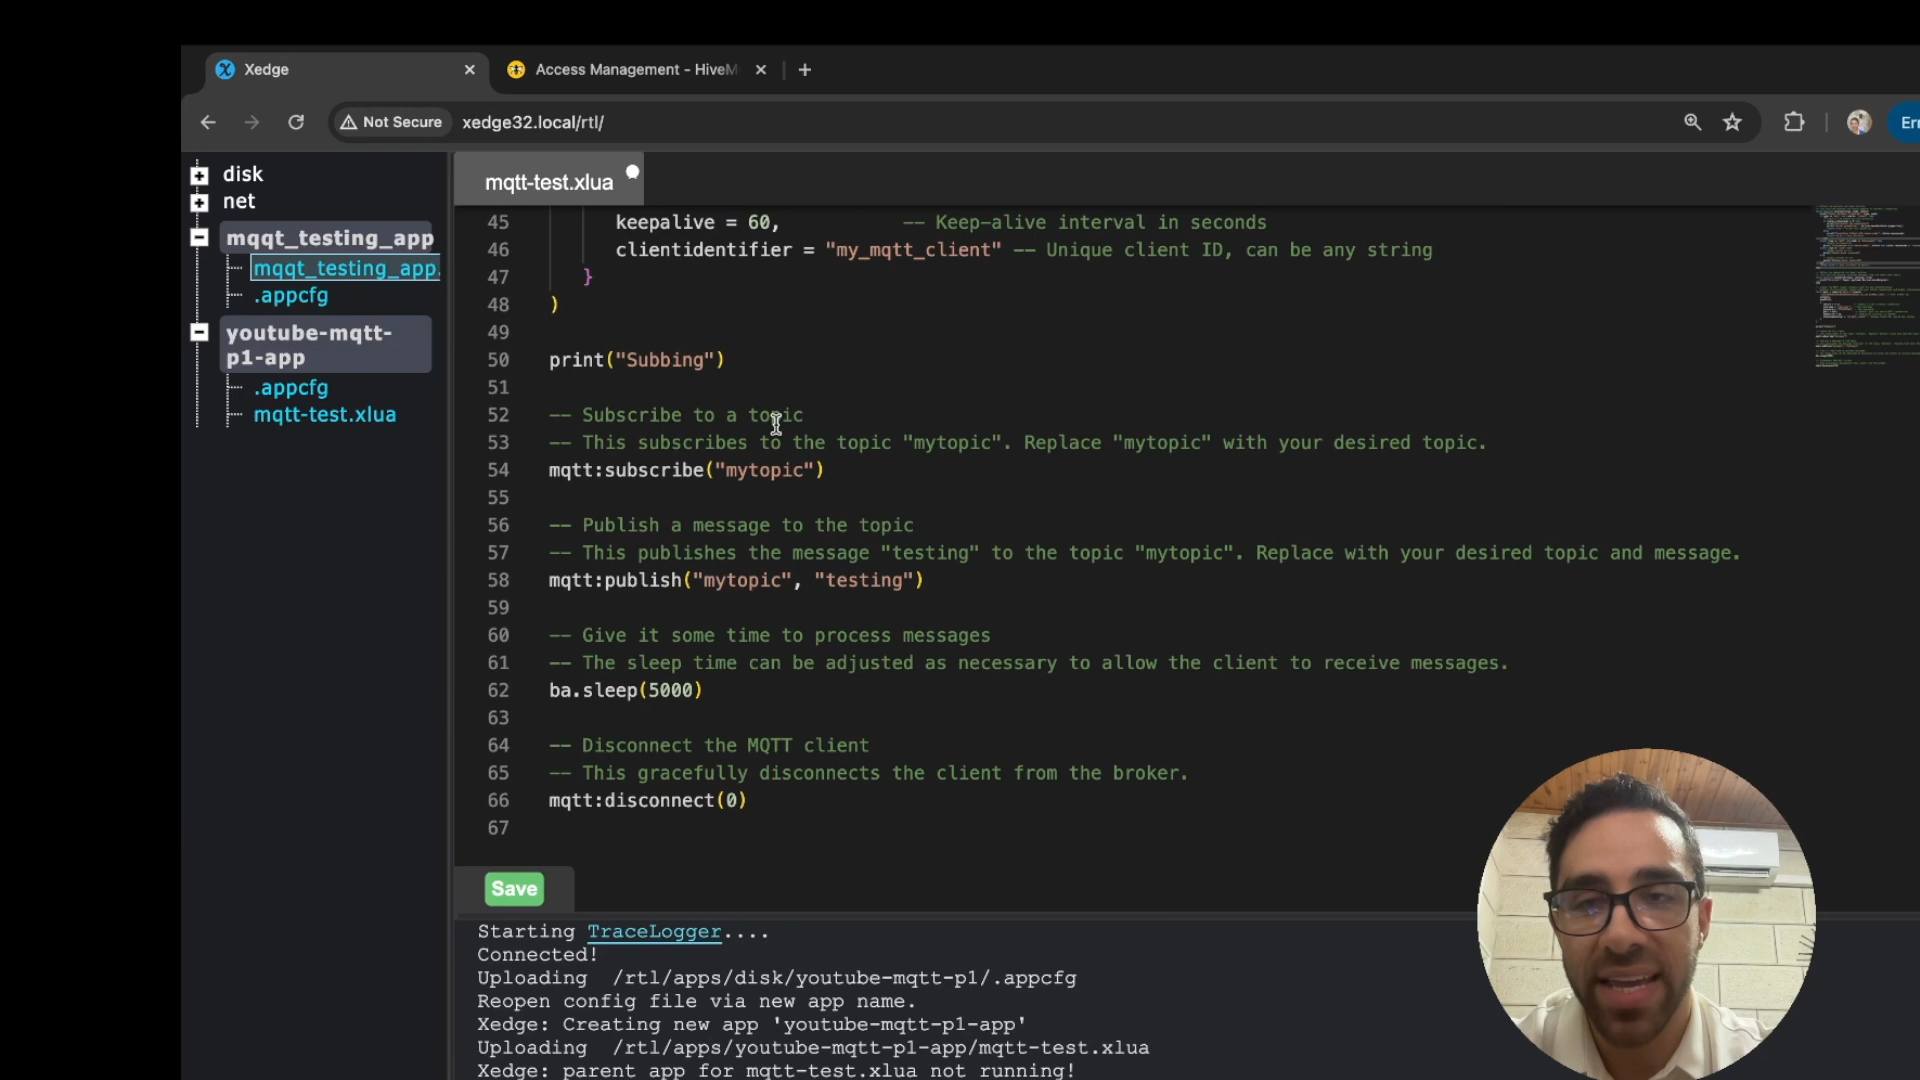 Xedge
Access Management - HiveM
Not Secure
xedge32.local/rtl/
Err
disk
net
mqqt_testing_app
mqqt_testing_app.
.appcfg
youtube-mqtt-
p1-app
.appcfg
mqtt-test.xlua
mqtt-test.xlua
45 keepalive = 60, -- Keep-alive interval in seconds
46 clientidentifier = "my_mqtt_client" -- Unique client ID, can be any string
47 }
48 )
49
50 print("Subbing")
51
52 -- Subscribe to a topic
53 -- This subscribes to the topic "mytopic". Replace "mytopic" with your desired topic.
54 mqtt:subscribe("mytopic")
55
56 -- Publish a message to the topic
57 -- This publishes the message "testing" to the topic "mytopic". Replace with your desired topic and message.
58 mqtt:publish("mytopic", "testing")
59
60 -- Give it some time to process messages
61 -- The sleep time can be adjusted as necessary to allow the client to receive messages.
62 ba.sleep(5000)
63
64 -- Disconnect the MQTT client
65 -- This gracefully disconnects the client from the broker.
66 mqtt:disconnect(0)
67
Save
Starting TraceLogger....
Connected!
Uploading /rtl/apps/disk/youtube-mqtt-p1/.appcfg
Reopen config file via new app name.
Xedge: Creating new app 'youtube-mqtt-p1-app'
Uploading /rtl/apps/youtube-mqtt-p1-app/mqtt-test.xlua
Xedge: parent app for mqtt-test.xlua not running!